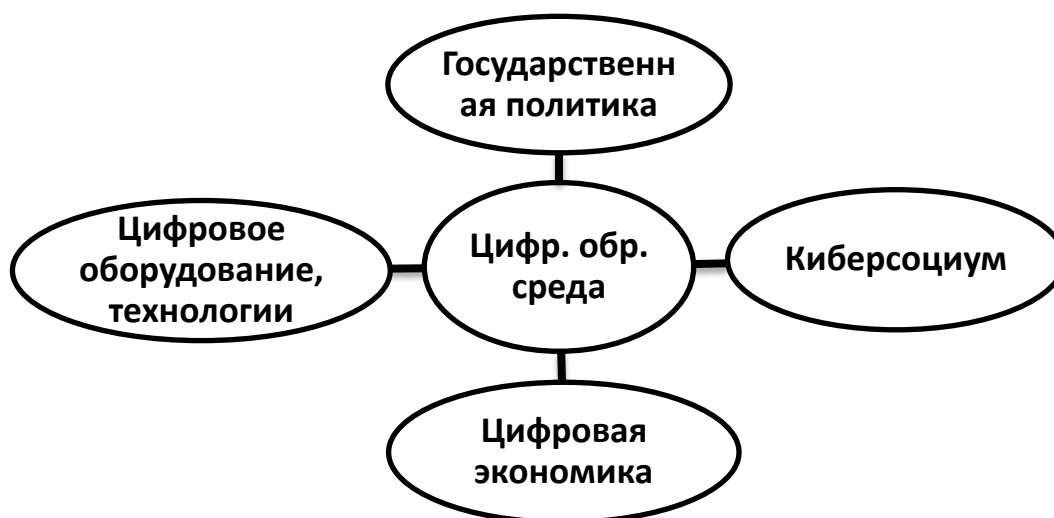 Государственн
ая политика
Цифровое
оборудование,
технологии
Цифр. обр.
среда
Киберсоциум
Цифровая
экономика